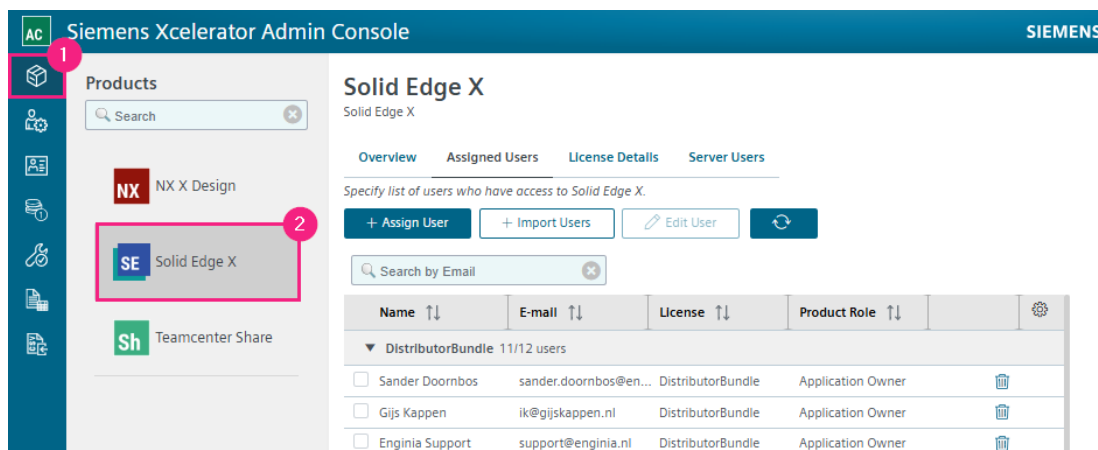 AC Siemens Xcelerator Admin Console SIEMENS
1
Products
Search
NX NX X Design
2
SE Solid Edge X
Sh Teamcenter Share
Solid Edge X
Solid Edge X
Overview Assigned Users License Details Server Users
Specify list of users who have access to Solid Edge X.
+ Assign User + Import Users Edit User
Search by Email
Name E-mail License Product Role
DistributorBundle 11/12 users
Sander Doornbos sander.doornbos@en... DistributorBundle Application Owner
Gijs Kappen ik@gijskappen.nl DistributorBundle Application Owner
Enginia Support support@enginia.nl DistributorBundle Application Owner